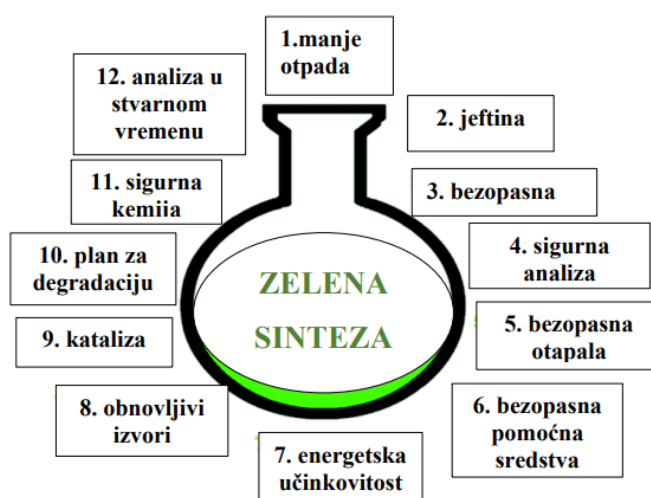 1.manje
otpada
2. jeftina
3. bezopasna
4. sigurna
analiza
5. bezopasna
otapala
6. bezopasna
pomoćna
sredstva
7. energetska
učinkovitost
8. obnovljivi
izvori
9. kataliza
10. plan za
degradaciju
11. sigurna
kemija
12. analiza u
stvarnom
vremenu
ZELENA
SINTEZA